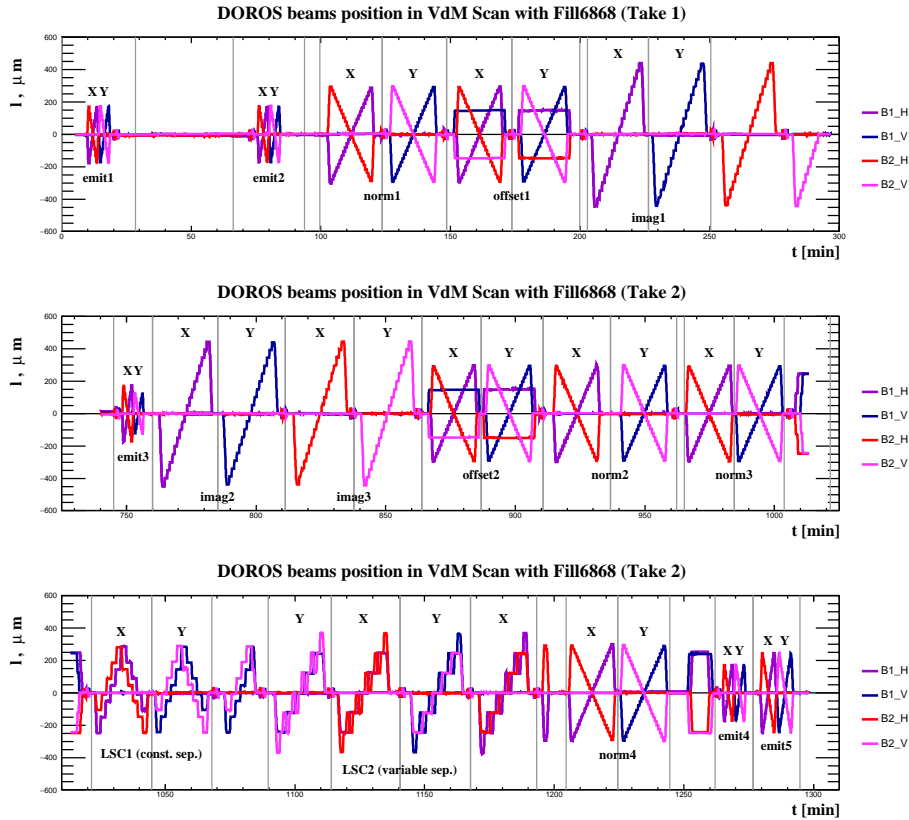 DOROS beams position in VdM Scan with Fill6868 (Take 1)
l , μm
600
400
200
0
−200
−400
−600
X Y
X Y
X
Y
X
Y
emit1
emit2
norm1
offset1
imag1
B1_H
B1_V
B2_H
B2_V
0
50
100
150
200
250
300
t [min]
DOROS beams position in VdM Scan with Fill6868 (Take 2)
l , μm
600
400
200
0
−200
−400
−600
X Y
X
Y
X
Y
X
Y
X
Y
X
Y
emit3
imag2
imag3
offset2
norm2
norm3
B1_H
B1_V
B2_H
B2_V
750
800
850
900
950
1000
t [min]
DOROS beams position in VdM Scan with Fill6868 (Take 2)
l , μm
600
400
200
0
−200
−400
−600
X
Y
Y
X
Y
X
X
Y
X Y
X Y
LSC1 (const. sep.)
LSC2 (variable sep.)
norm4
emit4
emit5
B1_H
B1_V
B2_H
B2_V
1050
1100
1150
1200
1250
1300
t [min]